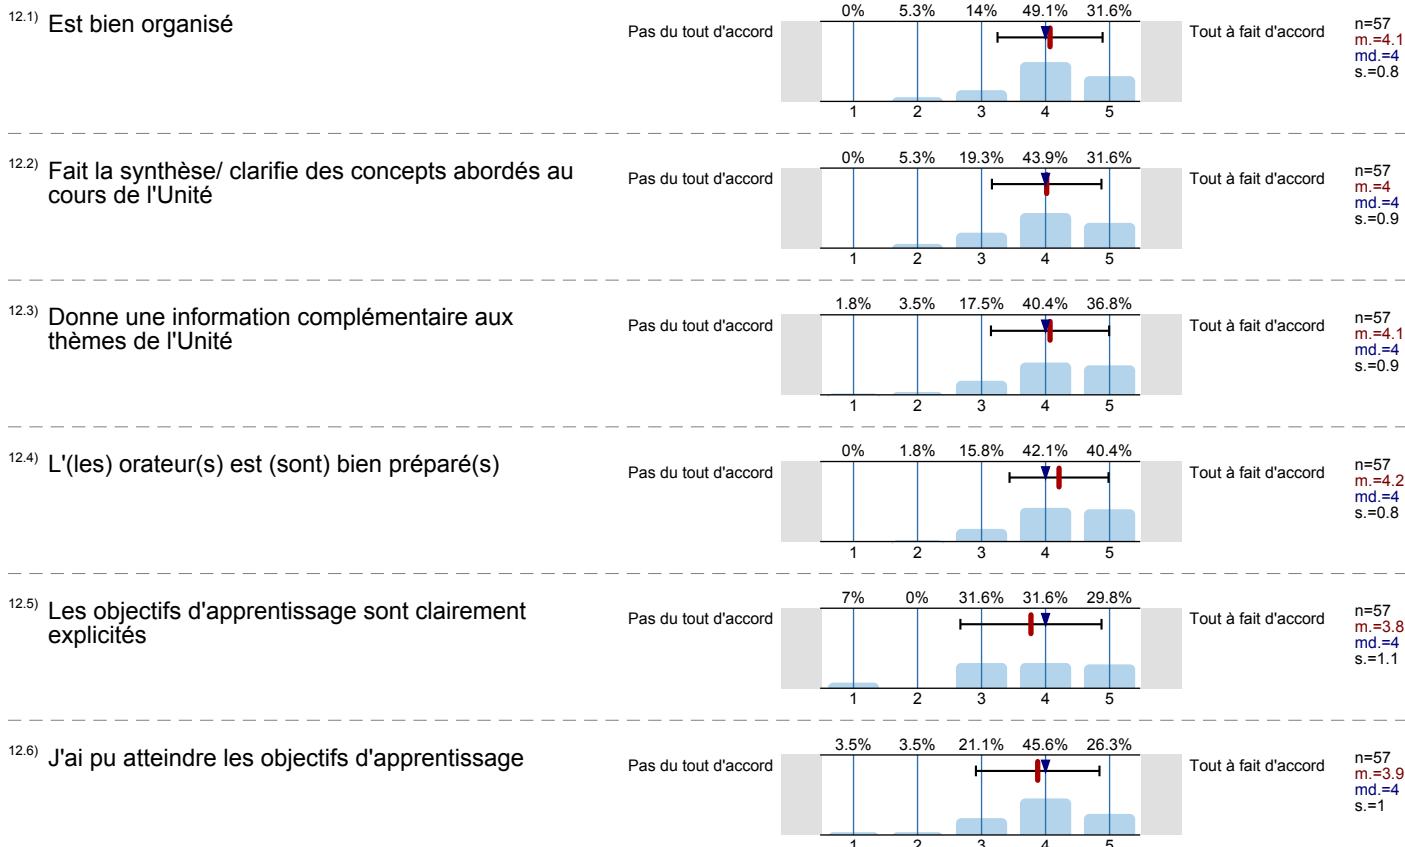 0% 5.3% 14% 49.1% 31.6%
12.1) Est bien organisé
Pas du tout d'accord
Tout à fait d'accord
n=57
m.=4.1
md.=4
s.=0.8
1 2 3 4 5
0% 5.3% 19.3% 43.9% 31.6%
12.2) Fait la synthèse/ clarifie des concepts abordés au
cours de l'Unité
Pas du tout d'accord
Tout à fait d'accord
n=57
m.=4
md.=4
s.=0.9
1 2 3 4 5
1.8% 3.5% 17.5% 40.4% 36.8%
12.3) Donne une information complémentaire aux
thèmes de l'Unité
Pas du tout d'accord
Tout à fait d'accord
n=57
m.=4.1
md.=4
s.=0.9
1 2 3 4 5
0% 1.8% 15.8% 42.1% 40.4%
12.4) L'(les) orateur(s) est (sont) bien préparé(s)
Pas du tout d'accord
Tout à fait d'accord
n=57
m.=4.2
md.=4
s.=0.8
1 2 3 4 5
7% 0% 31.6% 31.6% 29.8%
12.5) Les objectifs d'apprentissage sont clairement
explicités
Pas du tout d'accord
Tout à fait d'accord
n=57
m.=3.8
md.=4
s.=1.1
1 2 3 4 5
3.5% 3.5% 21.1% 45.6% 26.3%
12.6) J'ai pu atteindre les objectifs d'apprentissage
Pas du tout d'accord
Tout à fait d'accord
n=57
m.=3.9
md.=4
s.=1
1 2 3 4 5